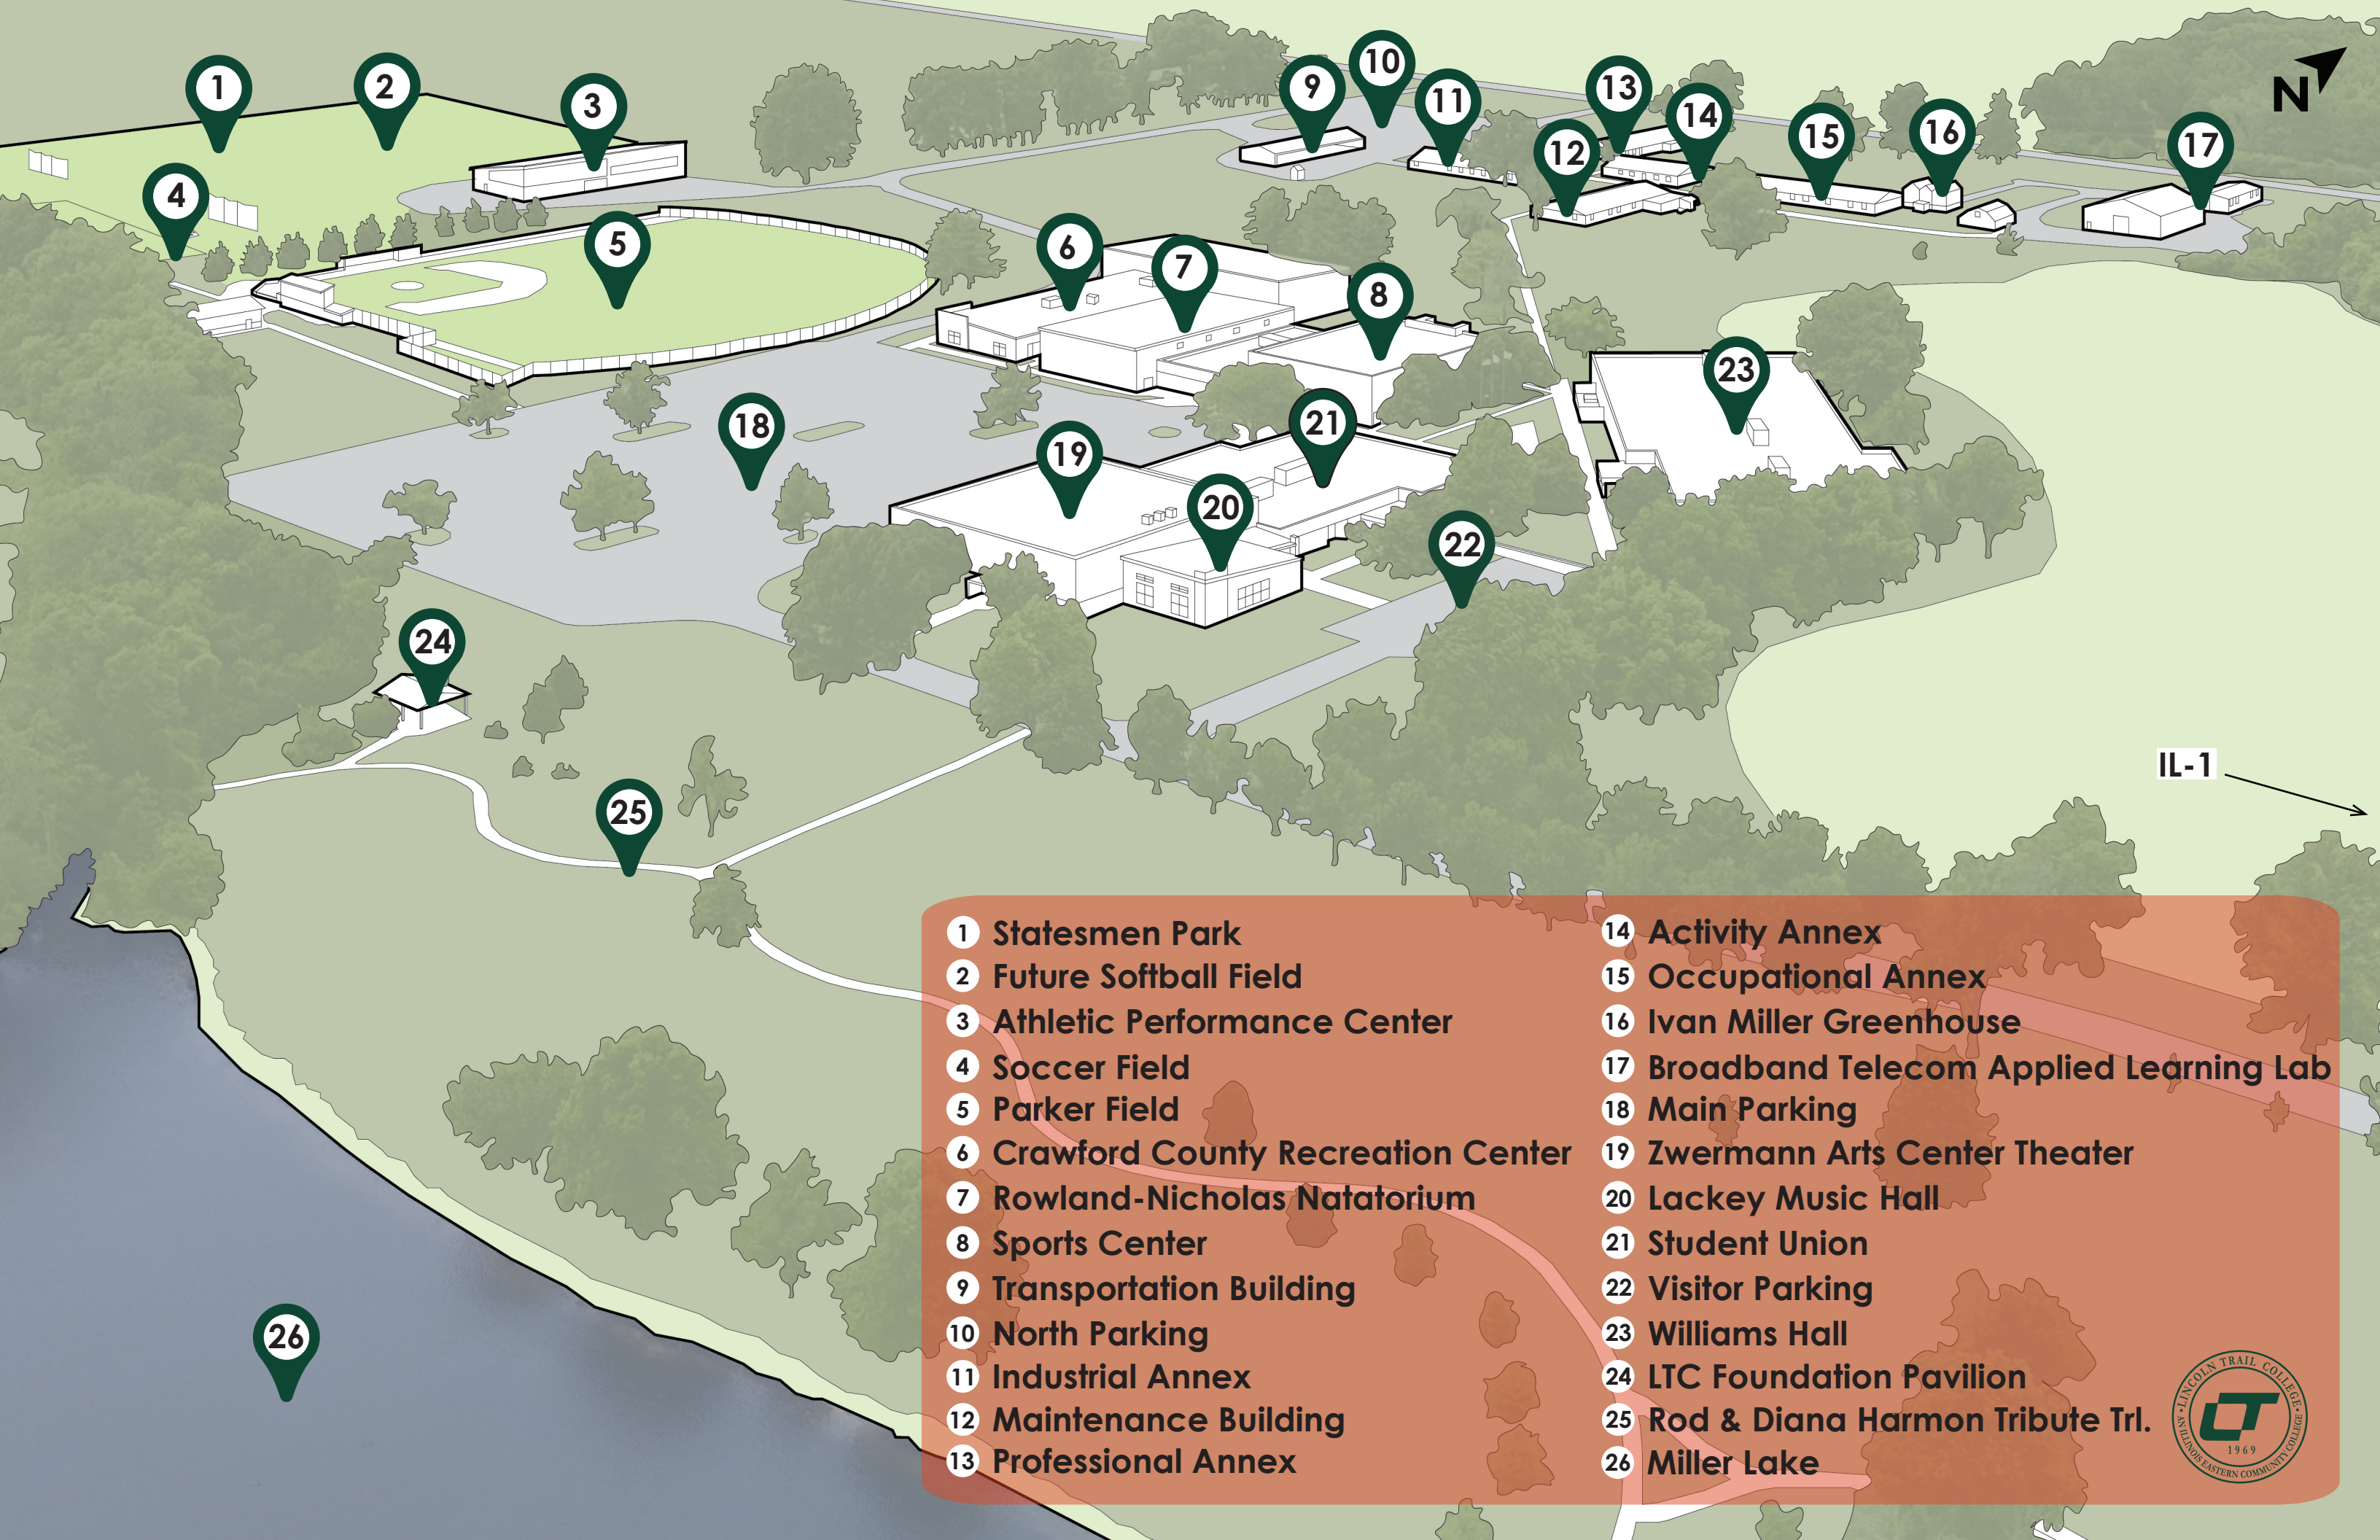 1
2
3
4
5
6
7
8
9
10
11
12
13
14
15
16
17
18
19
20
21
22
23
24
25
26
N
IL-1
1 Statesmen Park
2 Future Softball Field
3 Athletic Performance Center
4 Soccer Field
5 Parker Field
6 Crawford County Recreation Center
7 Rowland-Nicholas Natatorium
8 Sports Center
9 Transportation Building
10 North Parking
11 Industrial Annex
12 Maintenance Building
13 Professional Annex
14 Activity Annex
15 Occupational Annex
16 Ivan Miller Greenhouse
17 Broadband Telecom Applied Learning Lab
18 Main Parking
19 Zwermann Arts Center Theater
20 Lackey Music Hall
21 Student Union
22 Visitor Parking
23 Williams Hall
24 LTC Foundation Pavilion
25 Rod & Diana Harmon Tribute Trl.
26 Miller Lake
• LINCOLN TRAIL COLLEGE •
LT
1969
AN ILLINOIS EASTERN COMMUNITY COLLEGE